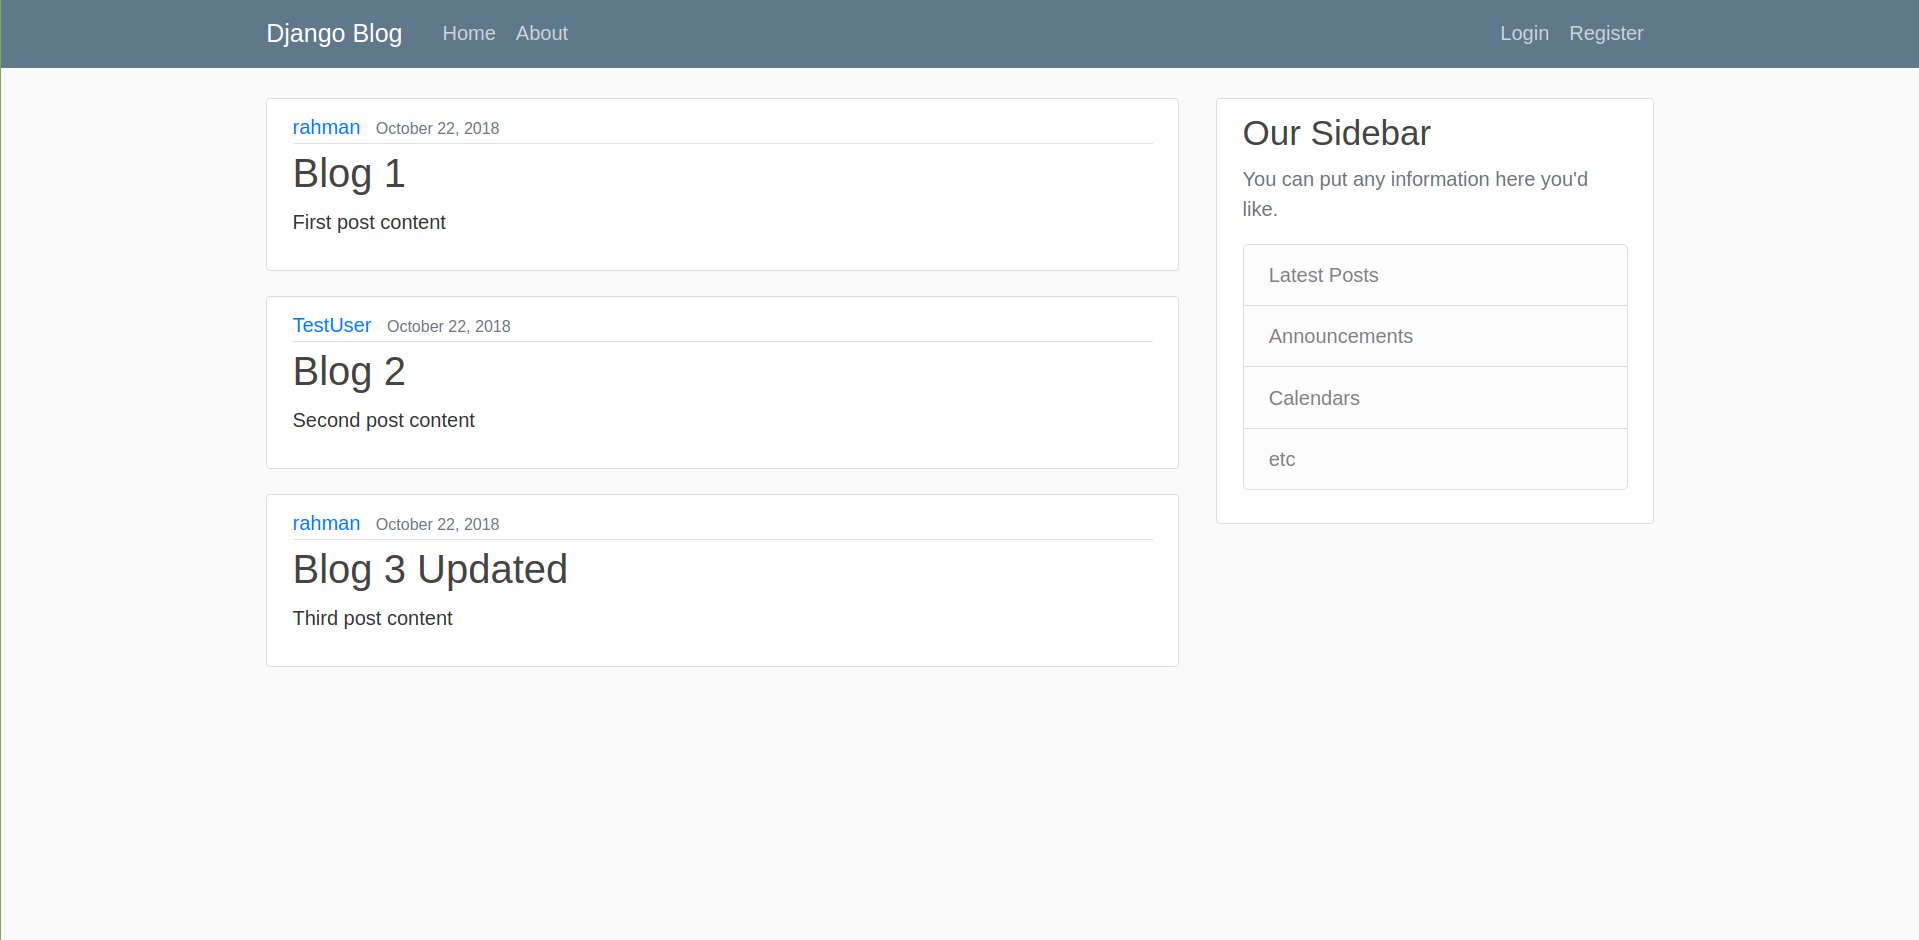 Django Blog Home About Login Register
rahman October 22, 2018
Blog 1
First post content
TestUser October 22, 2018
Blog 2
Second post content
rahman October 22, 2018
Blog 3 Updated
Third post content
Our Sidebar
You can put any information here you'd
like.
Latest Posts
Announcements
Calendars
etc